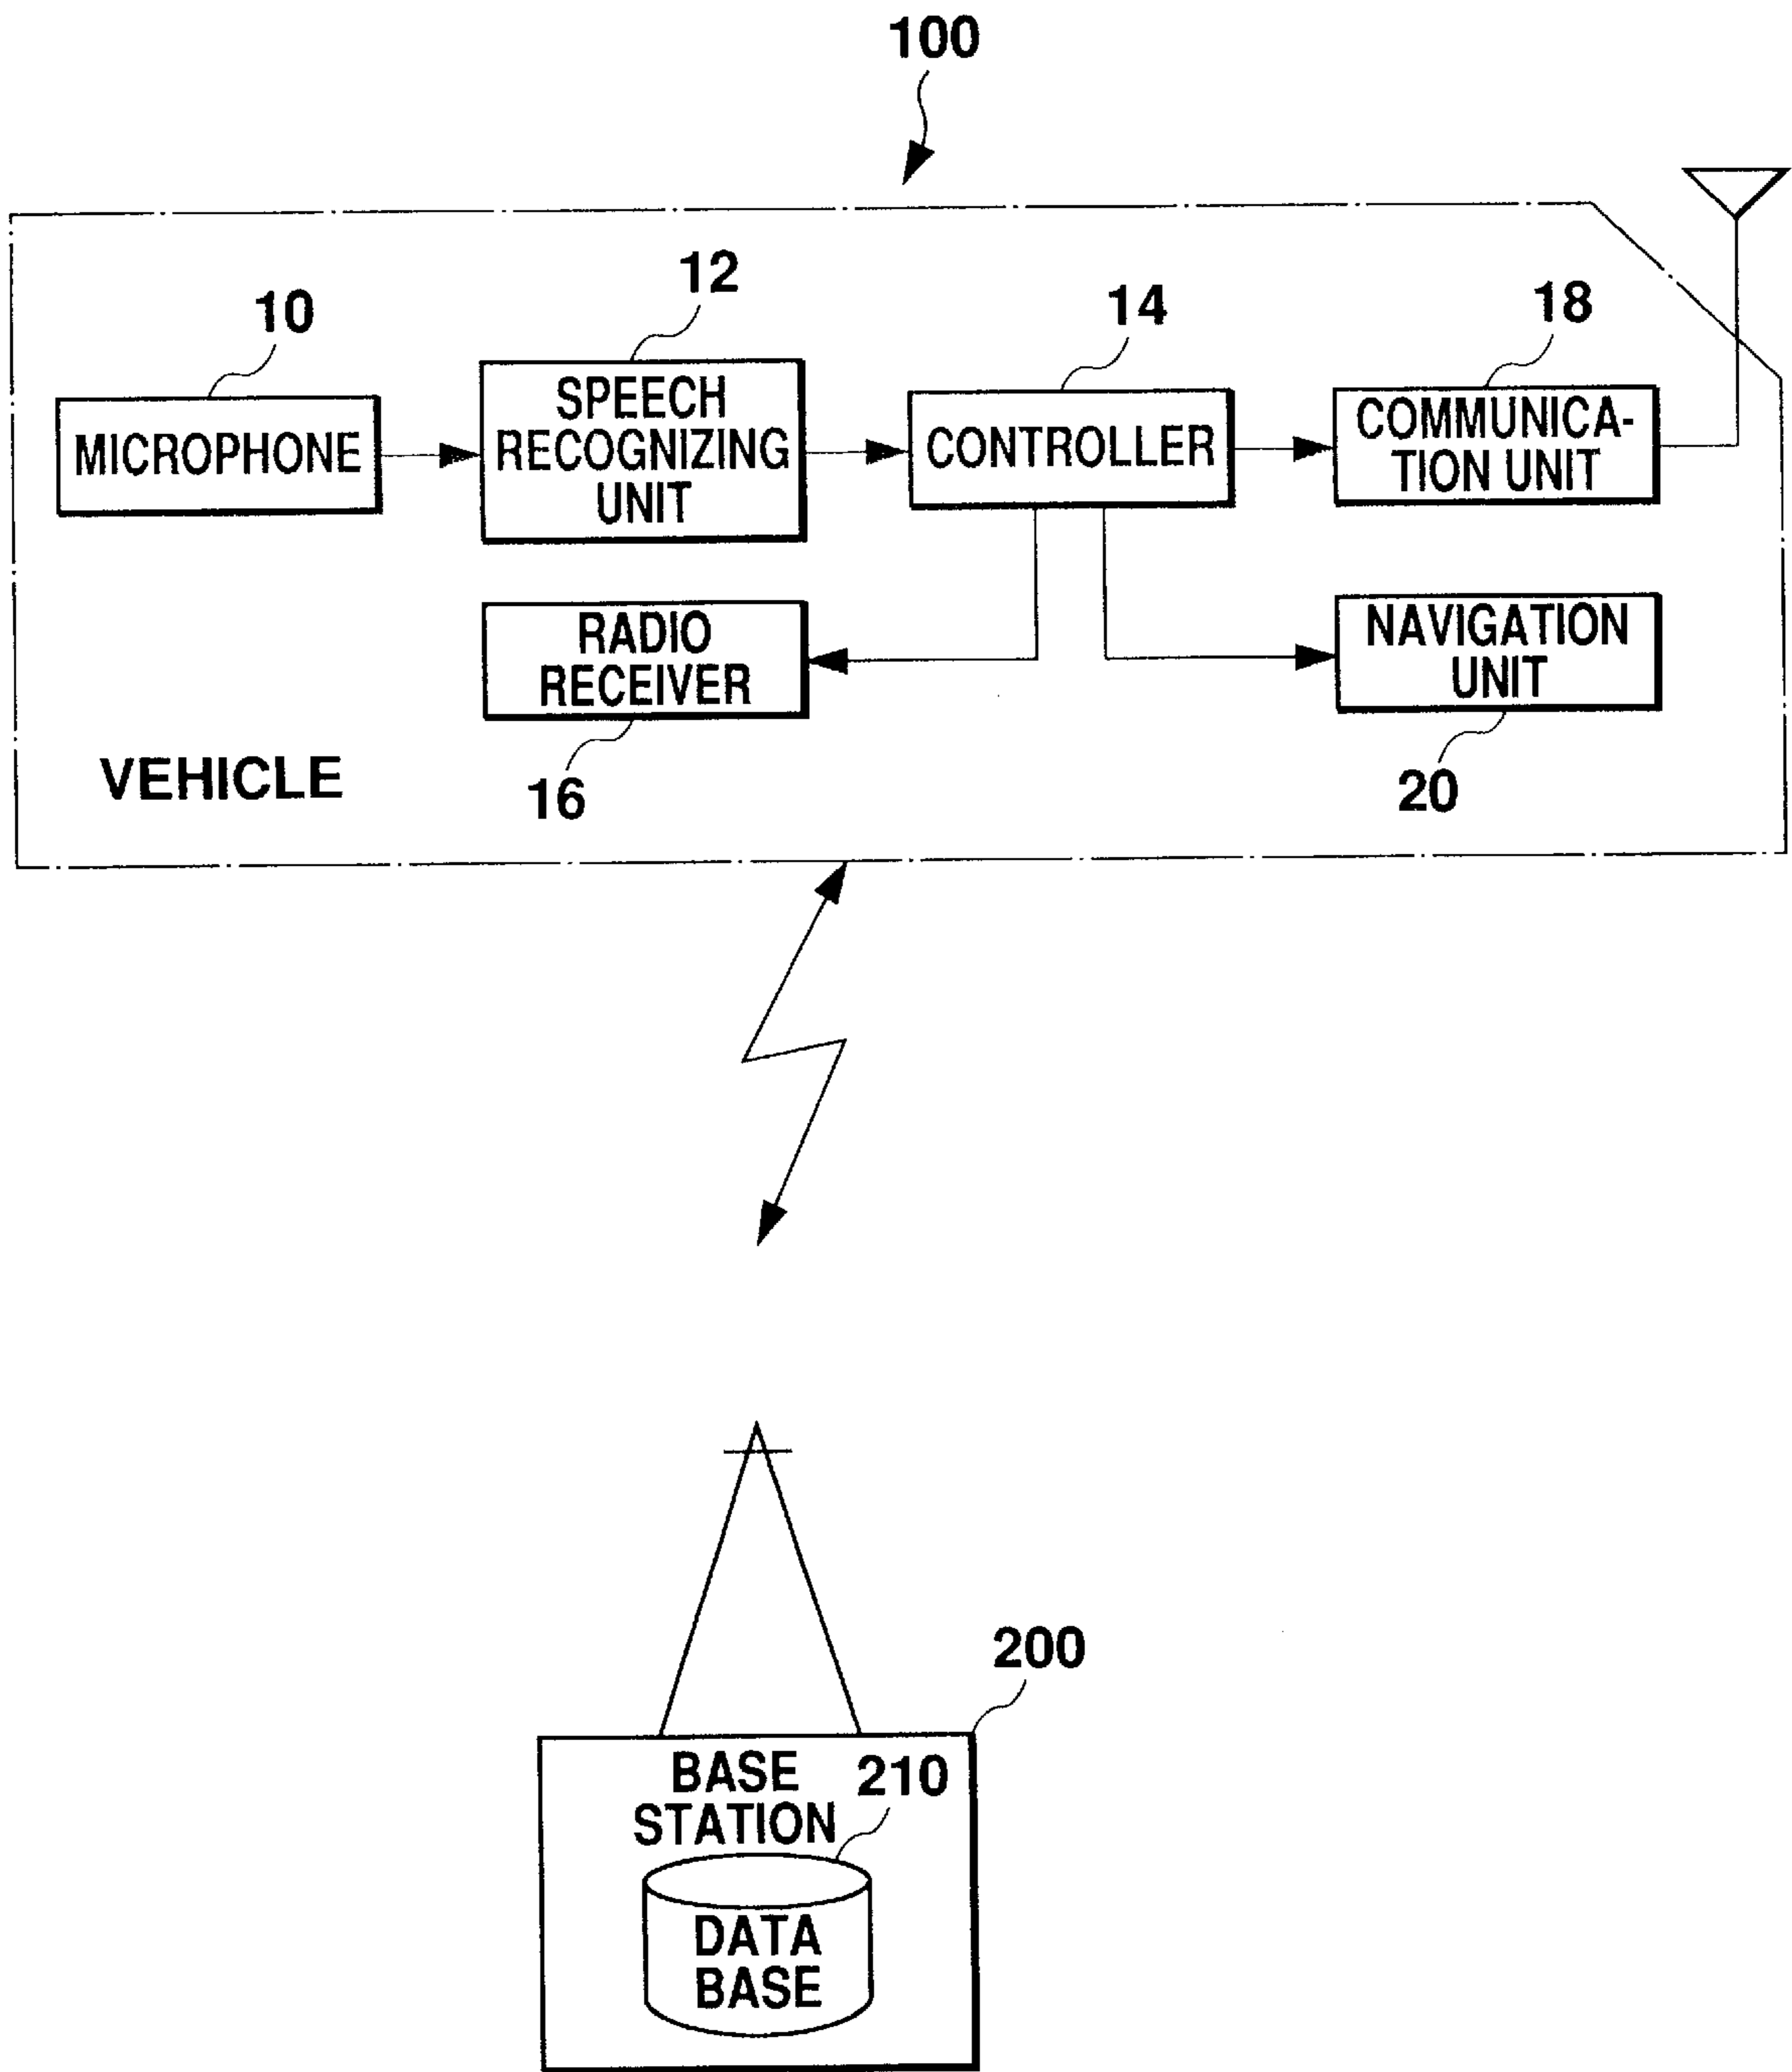 100
12
10
14
18
SPEECH
RECOGNIZING
UNIT
MICROPHONE
CONTROLLER
COMMUNICA-
TION UNIT
RADIO
RECEIVER
NAVIGATION
UNIT
VEHICLE
16
20
200
BASE
STATION
210
DATA
BASE